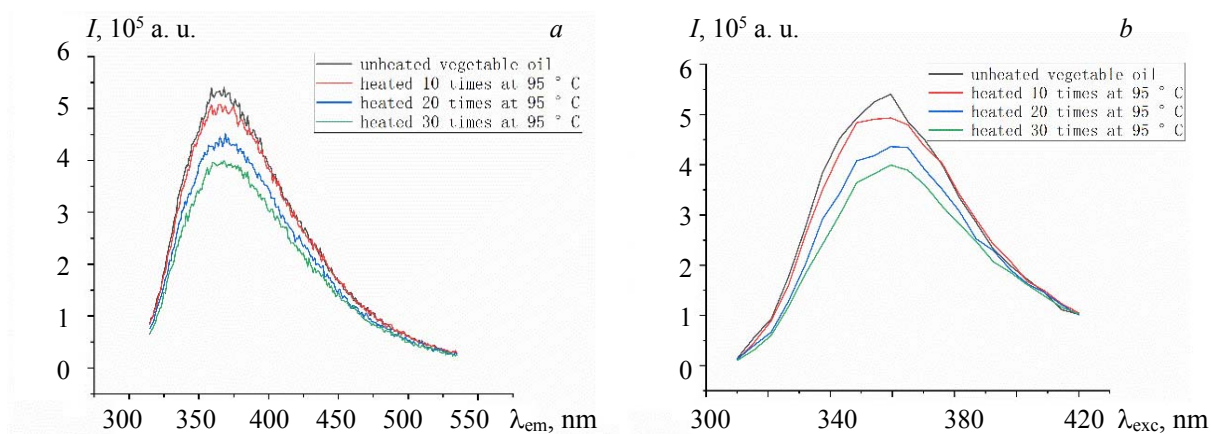 I, 10⁵ a. u. a
unheated vegetable oil
heated 10 times at 95 ° C
heated 20 times at 95 ° C
heated 30 times at 95 ° C
6
5
4
3
2
1
0
300 350 400 450 500 550 λem, nm
I, 10⁵ a. u. b
unheated vegetable oil
heated 10 times at 95 ° C
heated 20 times at 95 ° C
heated 30 times at 95 ° C
6
5
4
3
2
1
0
300 340 380 420 λexc, nm